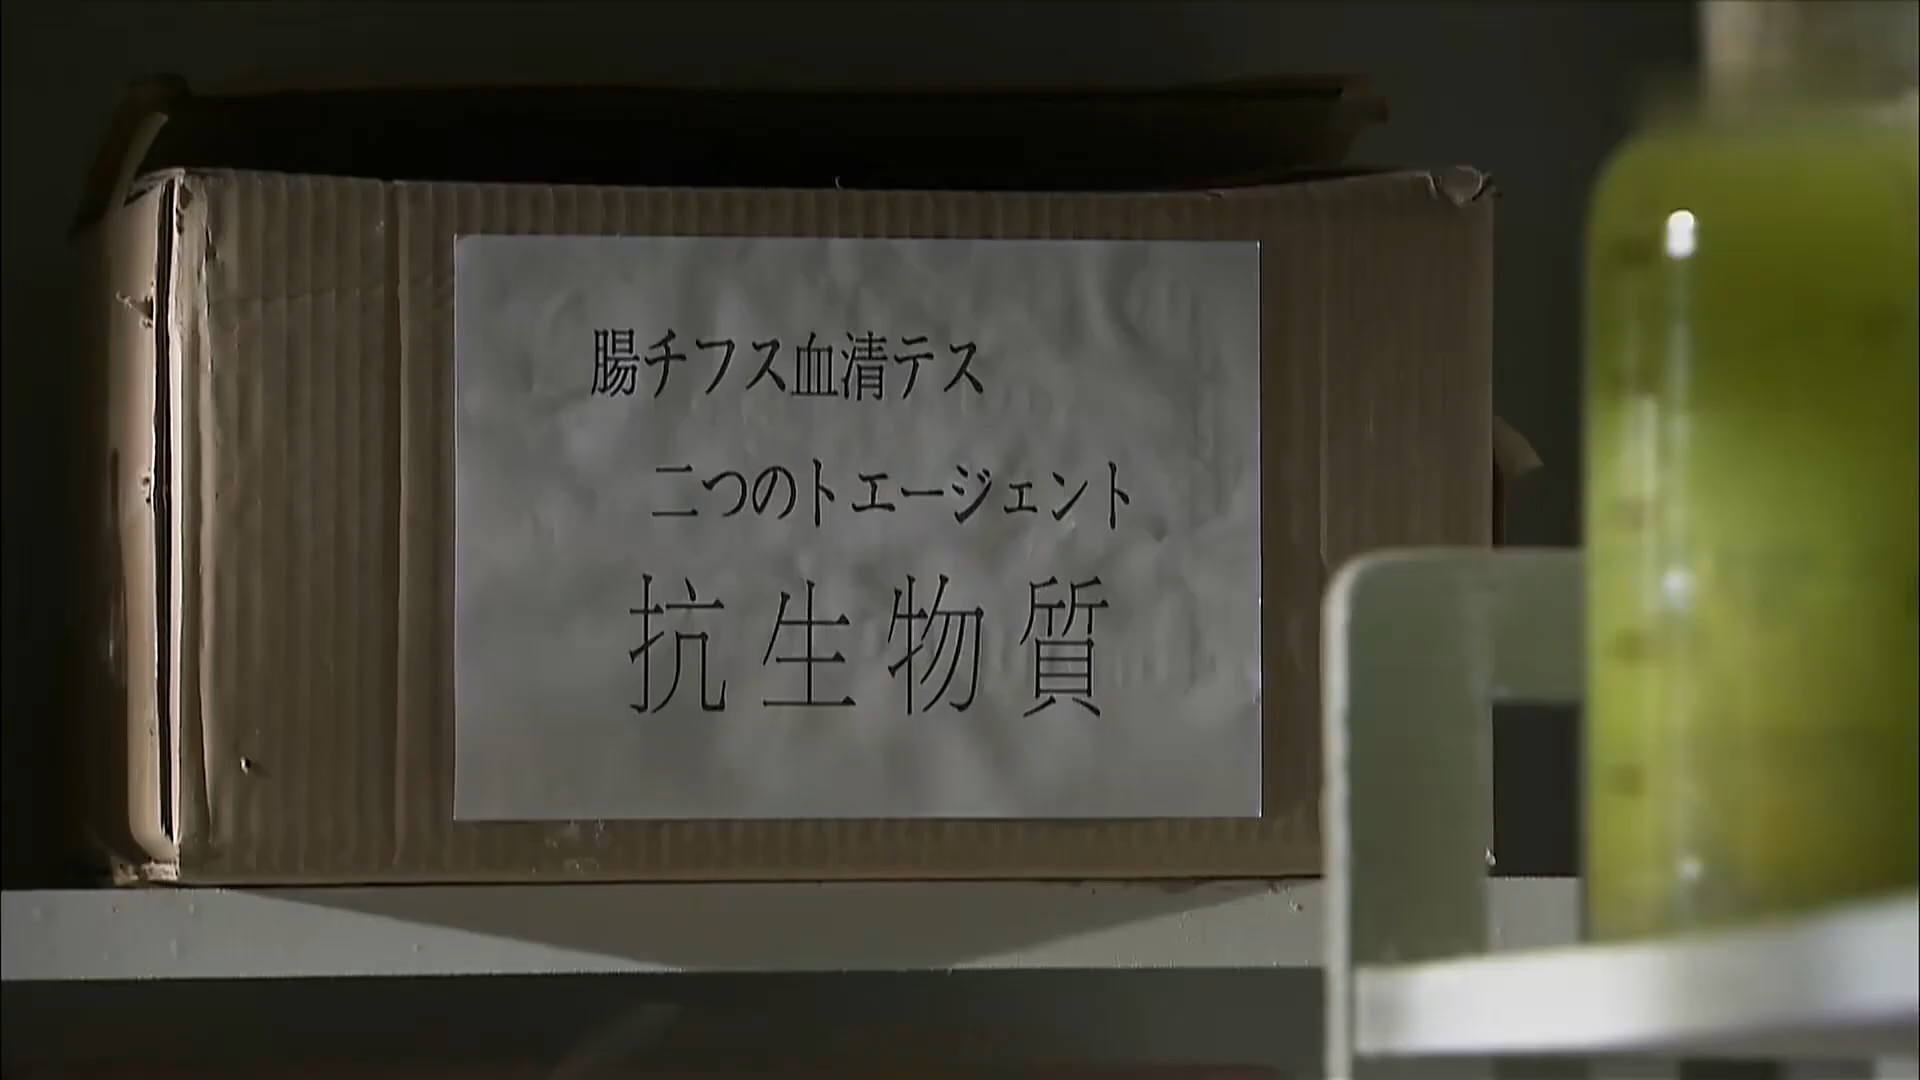 腸チフス血清テス
二つのトエージェント
抗生物質